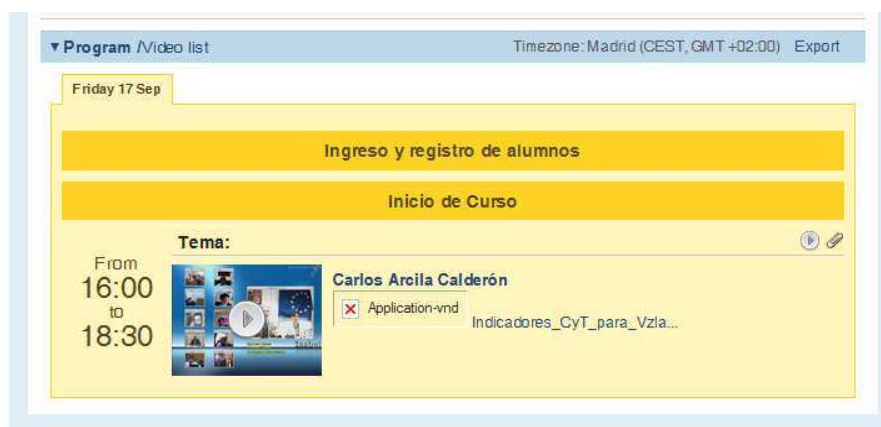 ▾ Program /Video list Timezone: Madrid (CEST, GMT +02:00) Export
Friday 17 Sep
Ingreso y registro de alumnos
Inicio de Curso
Tema:
From
16:00
to
18:30
Carlos Arcila Calderón
Application-vnd
Indicadores_CyT_para_Vzla...